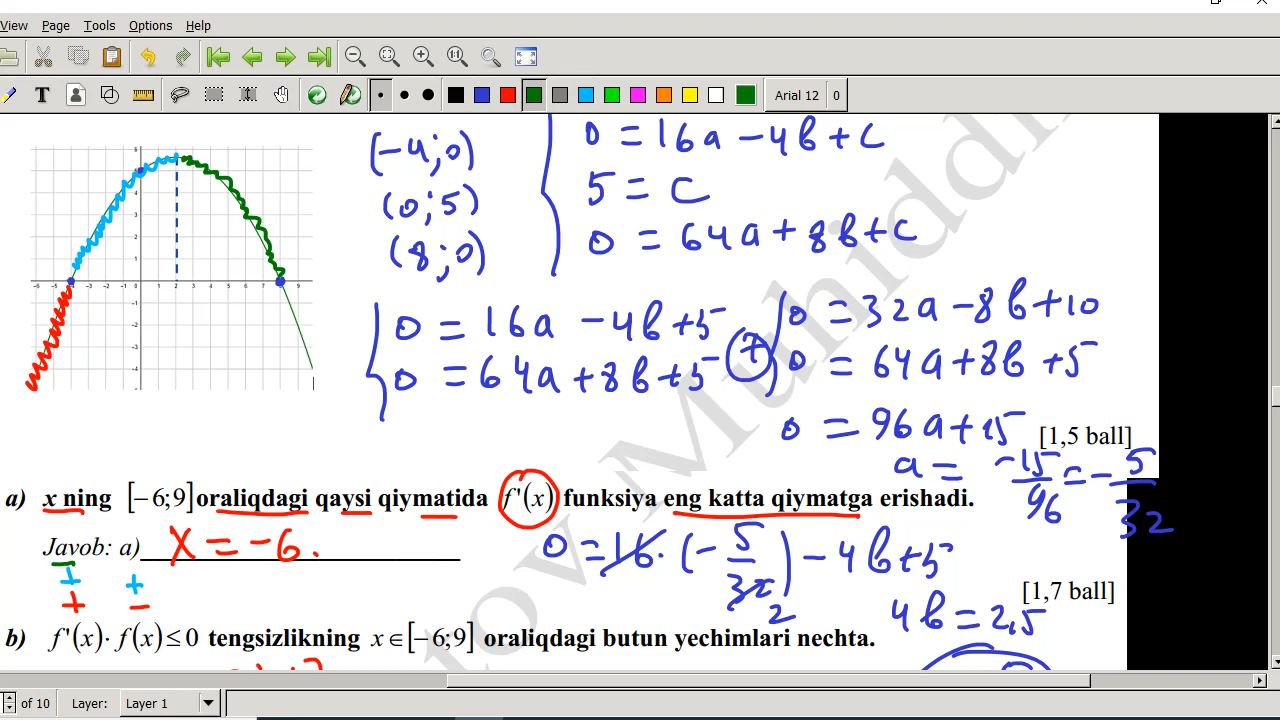 View Page Tools Options Help
Arial 12 0
(-4;0)
(0;5)
(8;0)
0 = 16a - 4b + c
5 = c
0 = 64a + 8b + c
0 = 16a - 4b + 5
0 = 64a + 8b + 5
+
0 = 32a - 8b + 10
0 = 64a + 8b + 5
0 = 96a + 15
[1,5 ball]
a = -15/96 = -5/32
a) x ning [-6;9] oraliqdagi qaysi qiymatida f'(x) funksiya eng katta qiymatga erishadi.
Javob: a) x = -6.
0 = 16 · (-5/32) - 4b + 5
2
+ +
+ -
[1,7 ball]
4b = 2,5
b) f'(x)·f(x)≤0 tengsizlikning x∈[-6;9] oraliqdagi butun yechimlari nechta.
of 10 Layer: Layer 1
tov Muhiddi